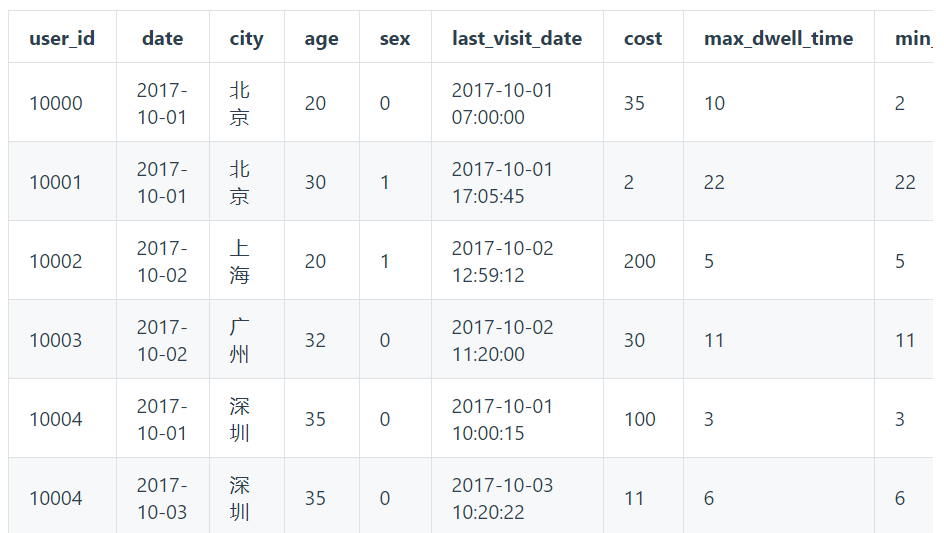 user_id date city age sex last_visit_date cost max_dwell_time min_
10000 2017-10-01 北京 20 0 2017-10-01 07:00:00 35 10 2
10001 2017-10-01 北京 30 1 2017-10-01 17:05:45 2 22 22
10002 2017-10-02 上海 20 1 2017-10-02 12:59:12 200 5 5
10003 2017-10-02 广州 32 0 2017-10-02 11:20:00 30 11 11
10004 2017-10-01 深圳 35 0 2017-10-01 10:00:15 100 3 3
10004 2017-10-03 深圳 35 0 2017-10-03 10:20:22 11 6 6